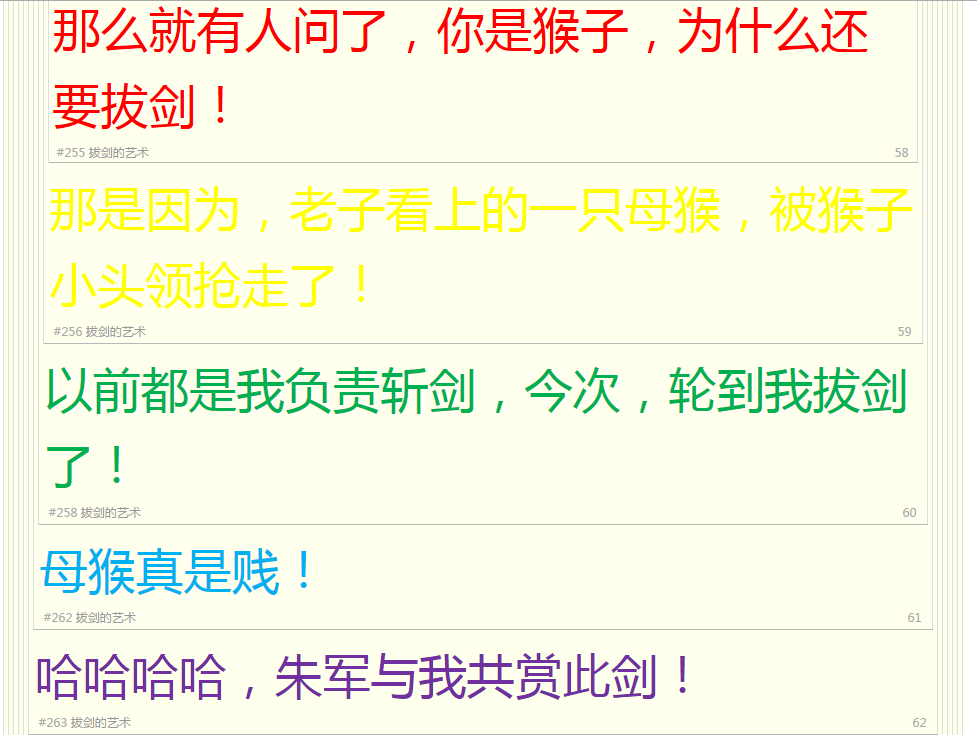 那么就有人问了，你是猴子，为什么还
要拔剑！
#255 拔剑的艺术 58
那是因为，老子看上的一只母猴，被猴子
小头领抢走了！
#256 拔剑的艺术 59
以前都是我负责斩剑，今次，轮到我拔剑
了！
#258 拔剑的艺术 60
母猴真是贱！
#262 拔剑的艺术 61
哈哈哈哈，朱军与我共赏此剑！
#263 拔剑的艺术 62